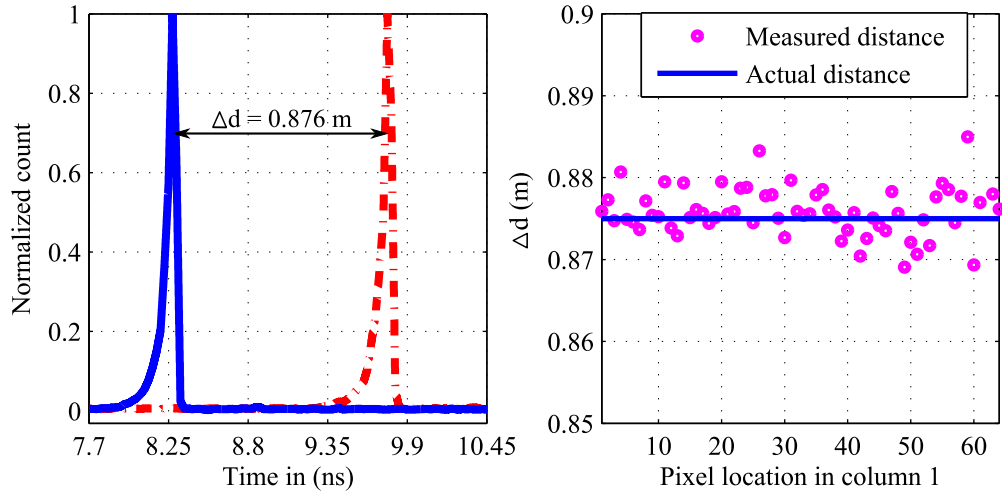 1
0.8
0.6
0.4
0.2
0
Normalized count
Δd = 0.876 m
7.7 8.25 8.8 9.35 9.9 10.45
Time in (ns)
0.9
0.89
0.88
0.87
0.86
0.85
Δd (m)
Measured distance
Actual distance
10 20 30 40 50 60
Pixel location in column 1